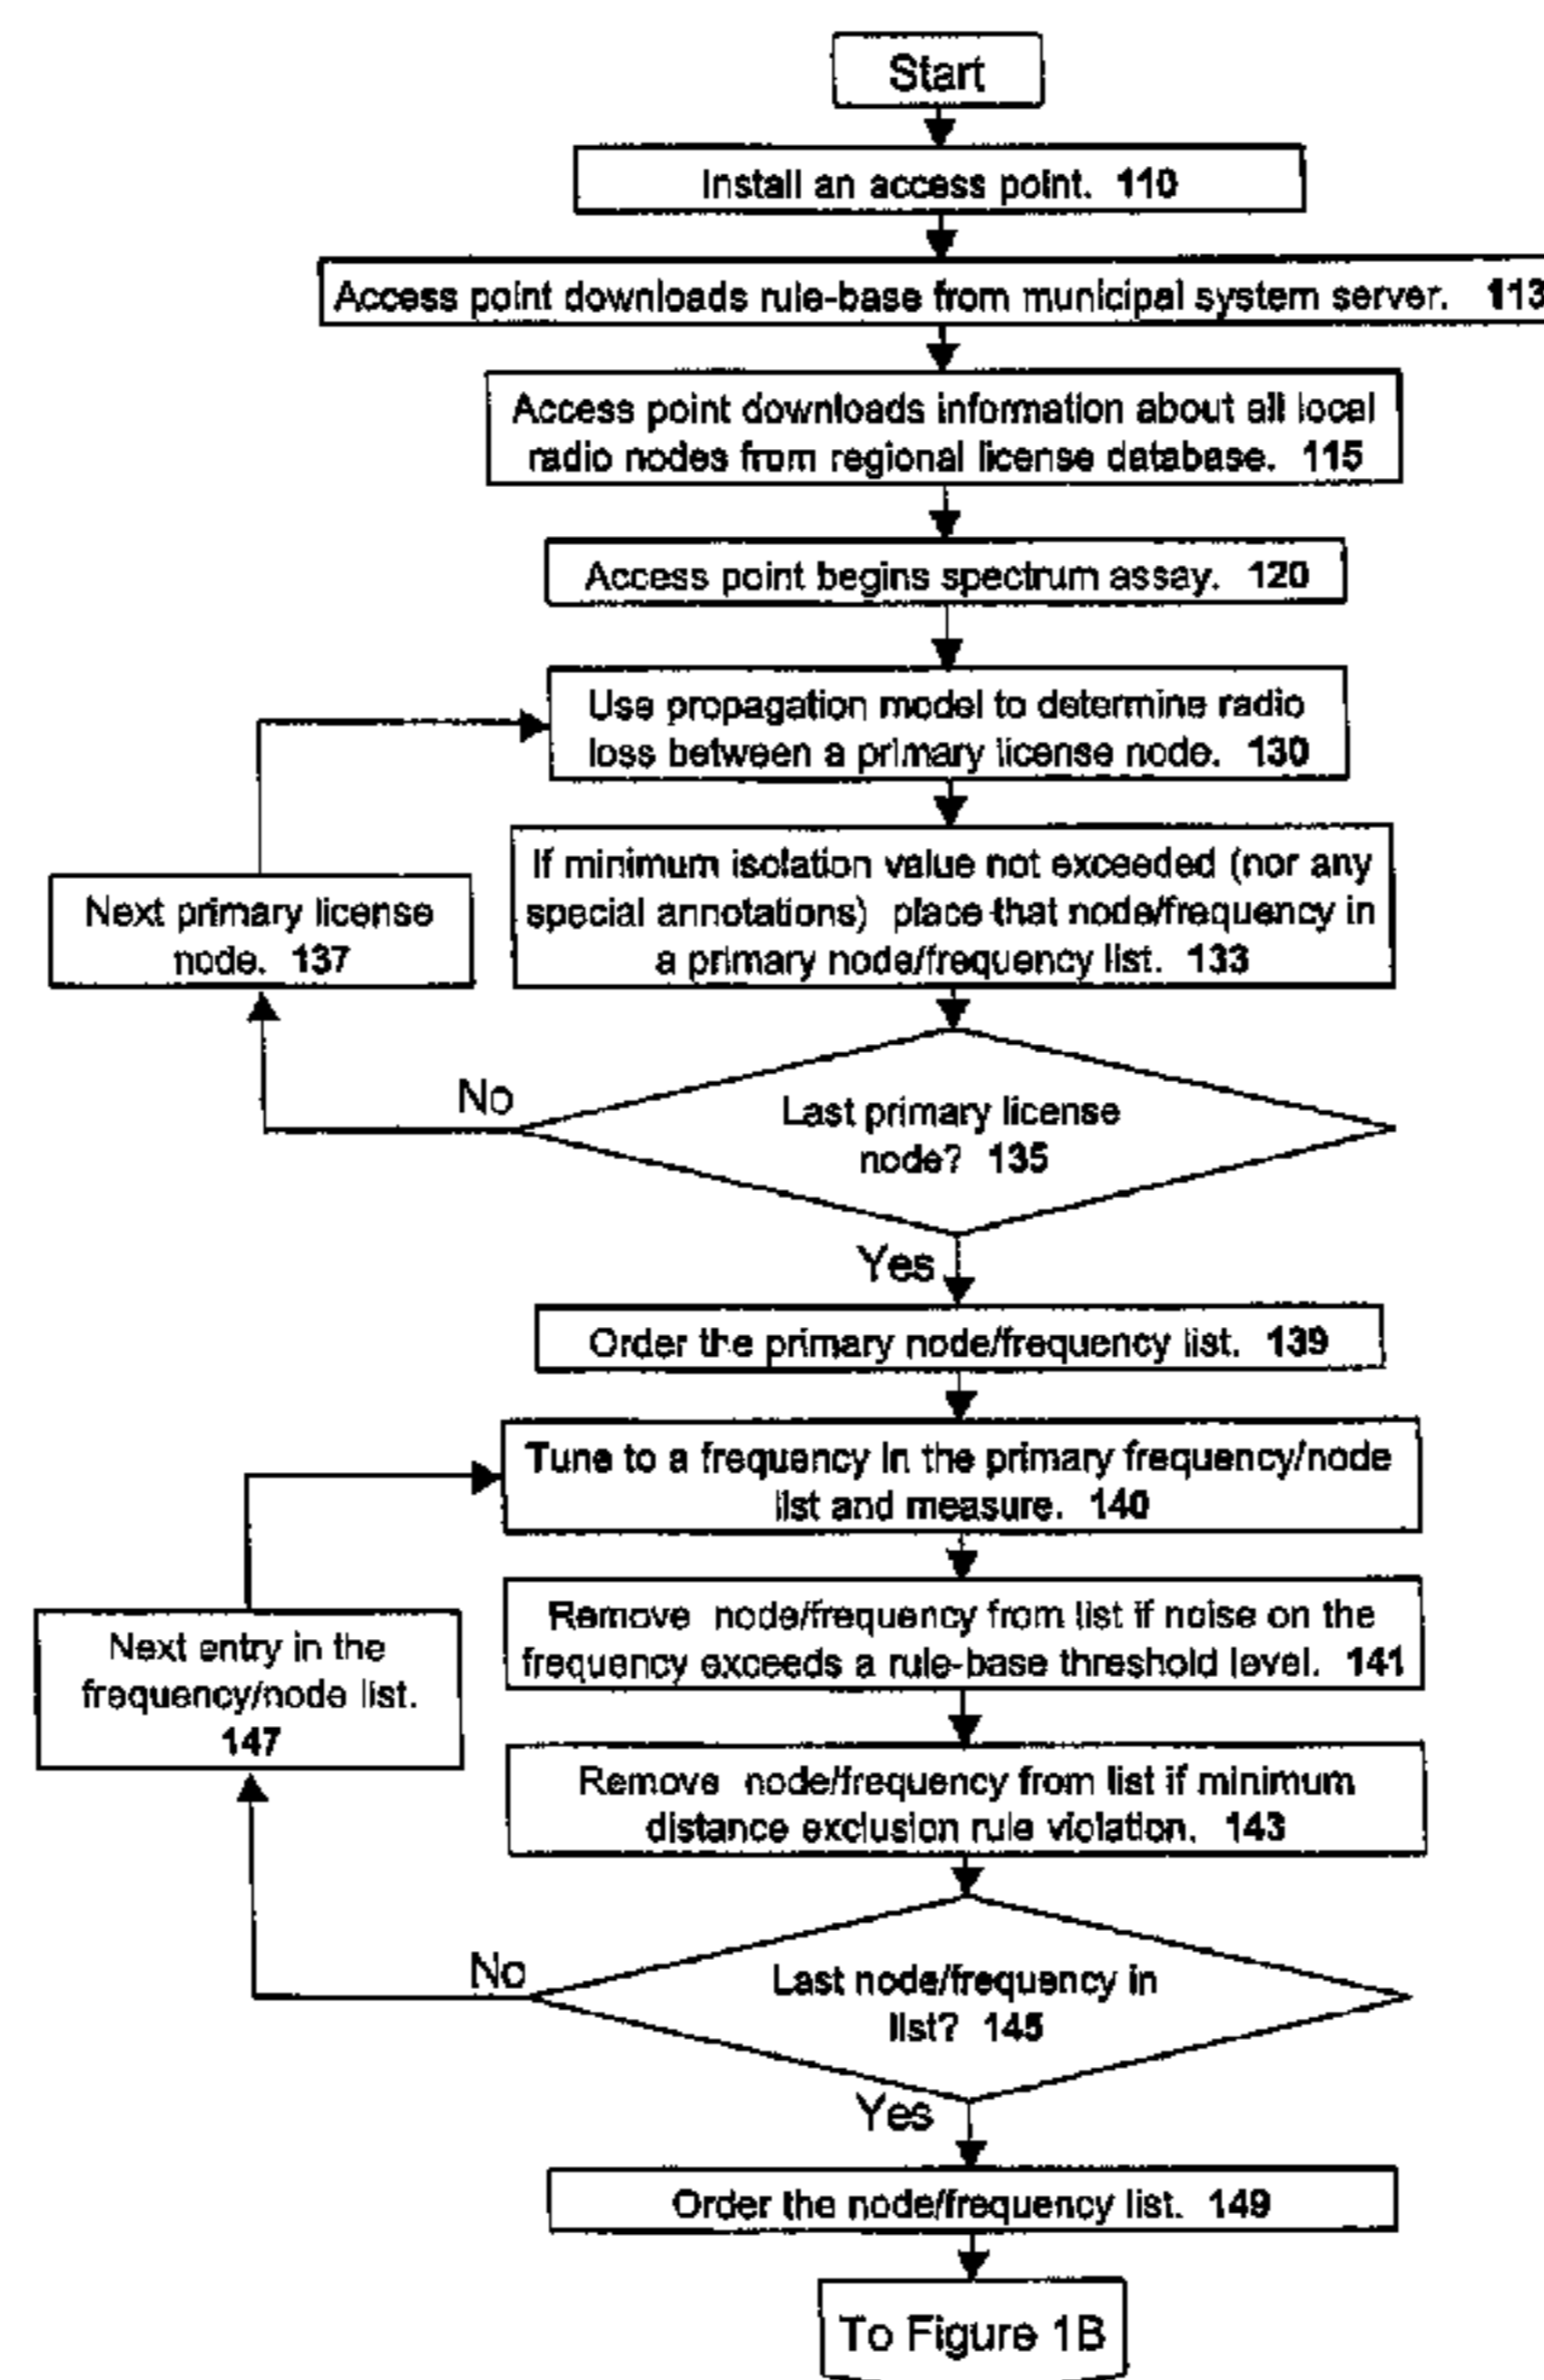 Start
Install an access point. 110
Access point downloads rule-base from municipal system server. 113
Access point downloads information about all local
radio nodes from regional license database. 115
Access point begins spectrum assay. 120
Use propagation model to determine radio
loss between a primary license node. 130
If minimum isolation value not exceeded (nor any
special annotations) place that node/frequency in
a primary node/frequency list. 133
Next primary license
node. 137
No
Last primary license
node? 135
Yes
Order the primary node/frequency list. 139
Tune to a frequency in the primary frequency/node
list and measure. 140
Remove node/frequency from list if noise on the
frequency exceeds a rule-base threshold level. 141
Next entry in the
frequency/node list.
147
Remove node/frequency from list if minimum
distance exclusion rule violation. 143
No
Last node/frequency in
list? 145
Yes
Order the node/frequency list. 149
To Figure 1B